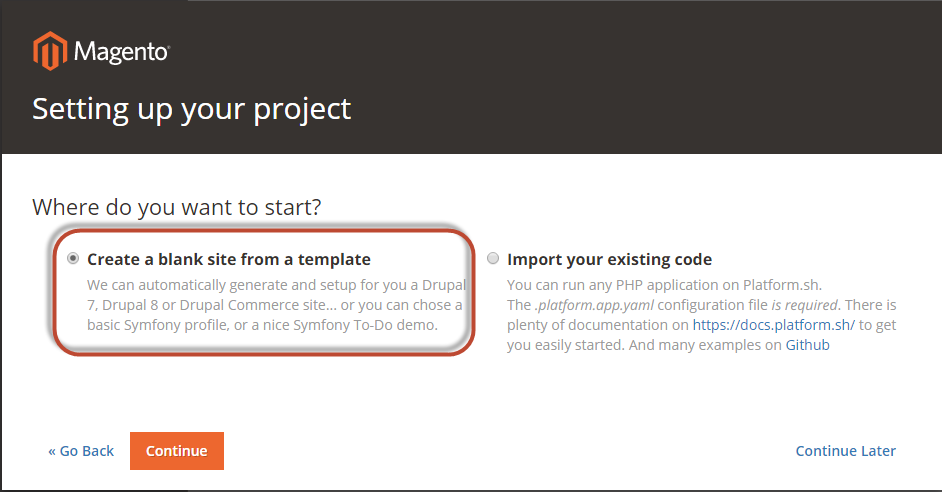 Magento
Setting up your project
Where do you want to start?
Create a blank site from a template
We can automatically generate and setup for you a Drupal
7, Drupal 8 or Drupal Commerce site... or you can chose a
basic Symfony profile, or a nice Symfony To-Do demo.
Import your existing code
You can run any PHP application on Platform.sh.
The .platform.app.yaml configuration file is required. There is
plenty of documentation on https://docs.platform.sh/ to get
you easily started. And many examples on Github
« Go Back
Continue
Continue Later